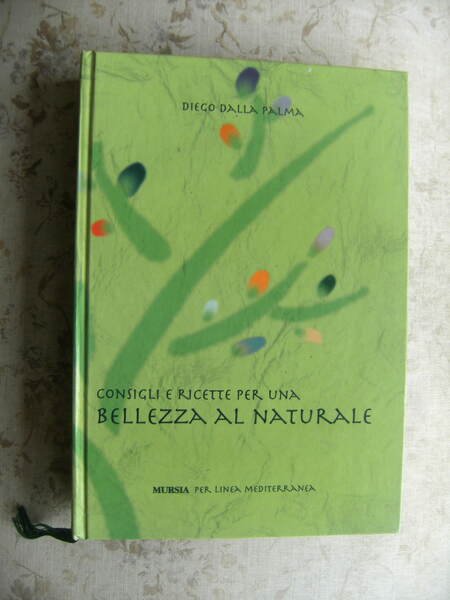 DIEGO DALLA PALMA
CONSIGLI E RICETTE PER UNA
BELLEZZA AL NATURALE
MURSIA PER LINEA MEDITERRANEA